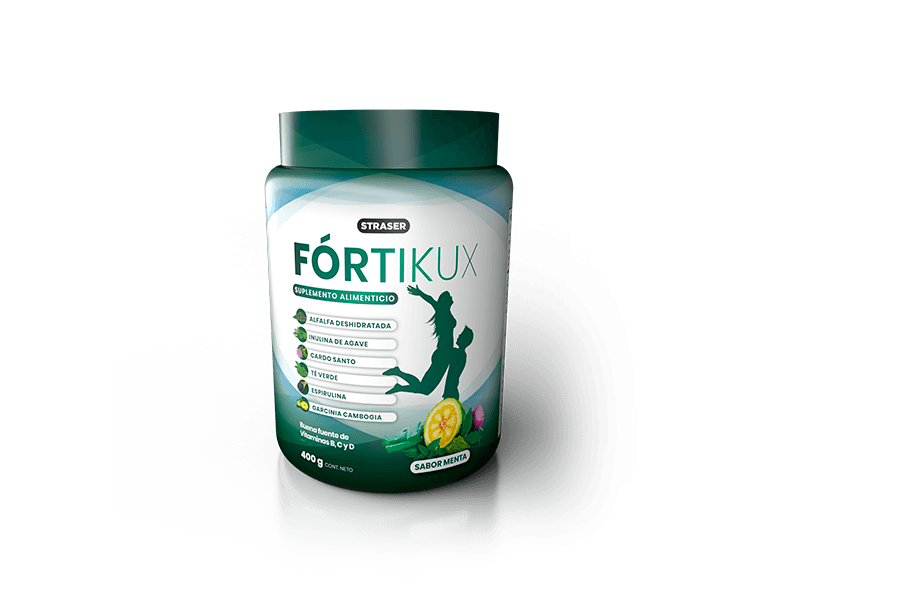 STRASER
FÓRTIKUX
SUPLEMENTO ALIMENTICIO
ALFALFA DESHIDRATADA
INULINA DE AGAVE
CARDO SANTO
TÉ VERDE
ESPIRULINA
GARCINIA CAMBOGIA
Buena fuente de
Vitaminas B, C y D
400 g CONT. NETO
SABOR MENTA